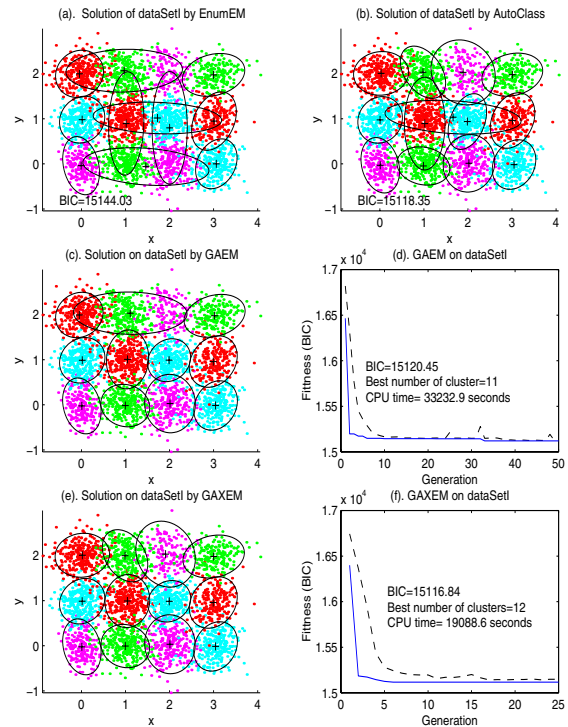 (a). Solution of dataSetI by EnumEM
3
2
1
0
−1
y
0 1 2 3 4
x
BIC=15144.03
(b). Solution of dataSetI by AutoClass
3
2
1
0
−1
y
0 1 2 3 4
x
BIC=15118.35
(c). Solution on dataSetI by GAEM
3
2
1
0
−1
y
0 1 2 3 4
x
(d). GAEM on dataSetI
x 10^4
1.7
1.65
1.6
1.55
1.5
Fitness (BIC)
BIC=15120.45
Best number of cluster=11
CPU time= 33232.9 seconds
0 10 20 30 40 50
Generation
(e). Solution on dataSetI by GAXEM
3
2
1
0
−1
y
0 1 2 3 4
x
(f). GAXEM on dataSetI
x 10^4
1.7
1.65
1.6
1.55
1.5
Fitness (BIC)
BIC=15116.84
Best number of clusters=12
CPU time= 19088.6 seconds
0 5 10 15 20 25
Generation